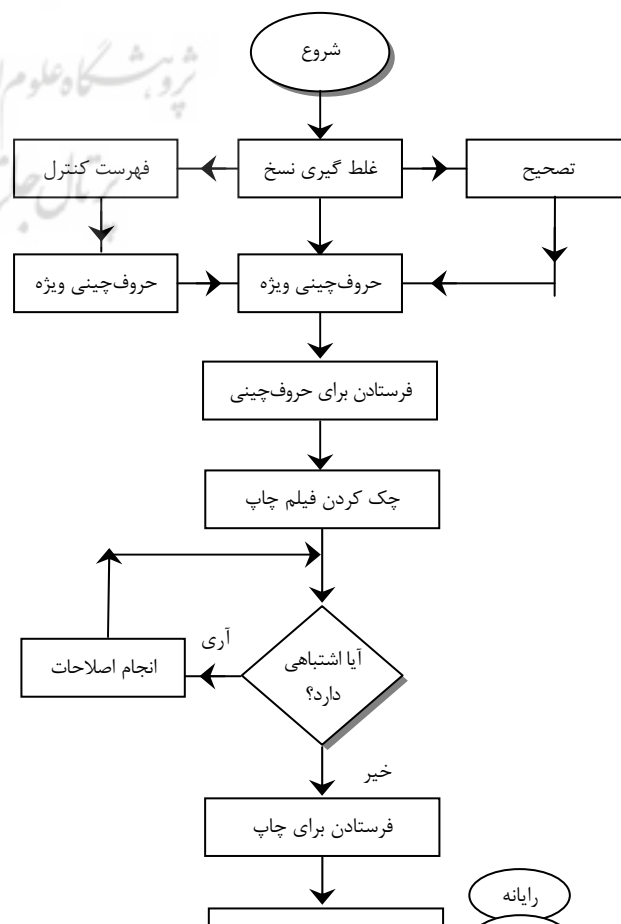 شروع
تصحیح
غلط گیری نسخ
فهرست کنترل
حروف‌چینی ویژه
حروف‌چینی ویژه
فرستادن برای حروف‌چینی
چک کردن فیلم چاپ
آیا اشتباهی
دارد؟
آری
انجام اصلاحات
خیر
فرستادن برای چاپ
رایانه